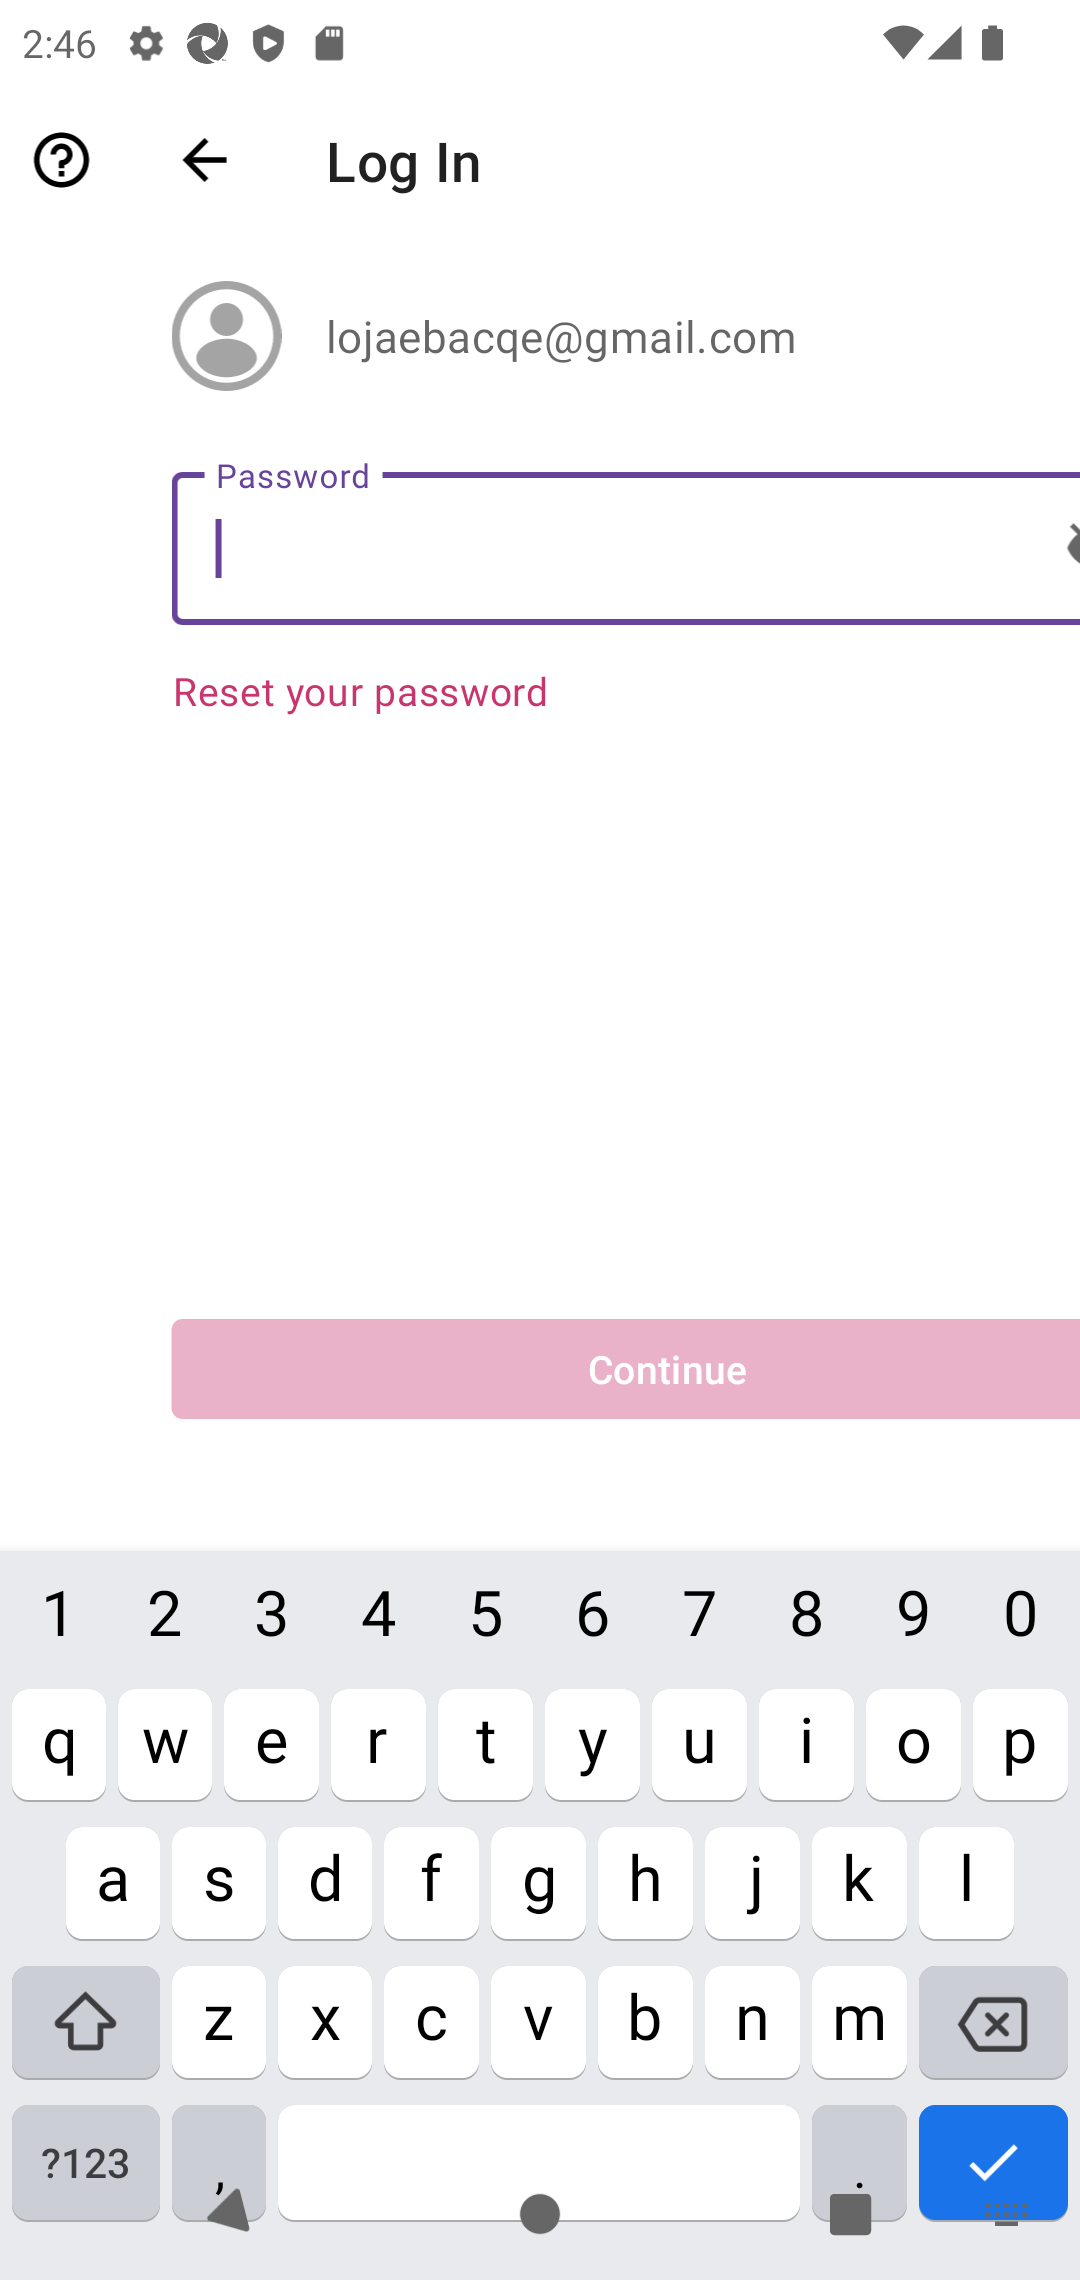 2:46
Log In
lojaebacqe@gmail.com
Password
Reset your password
Continue
1 2 3 4 5 6 7 8 9 0
q w e r t y u i o p
a s d f g h j k l
z x c v b n m
?123 , .